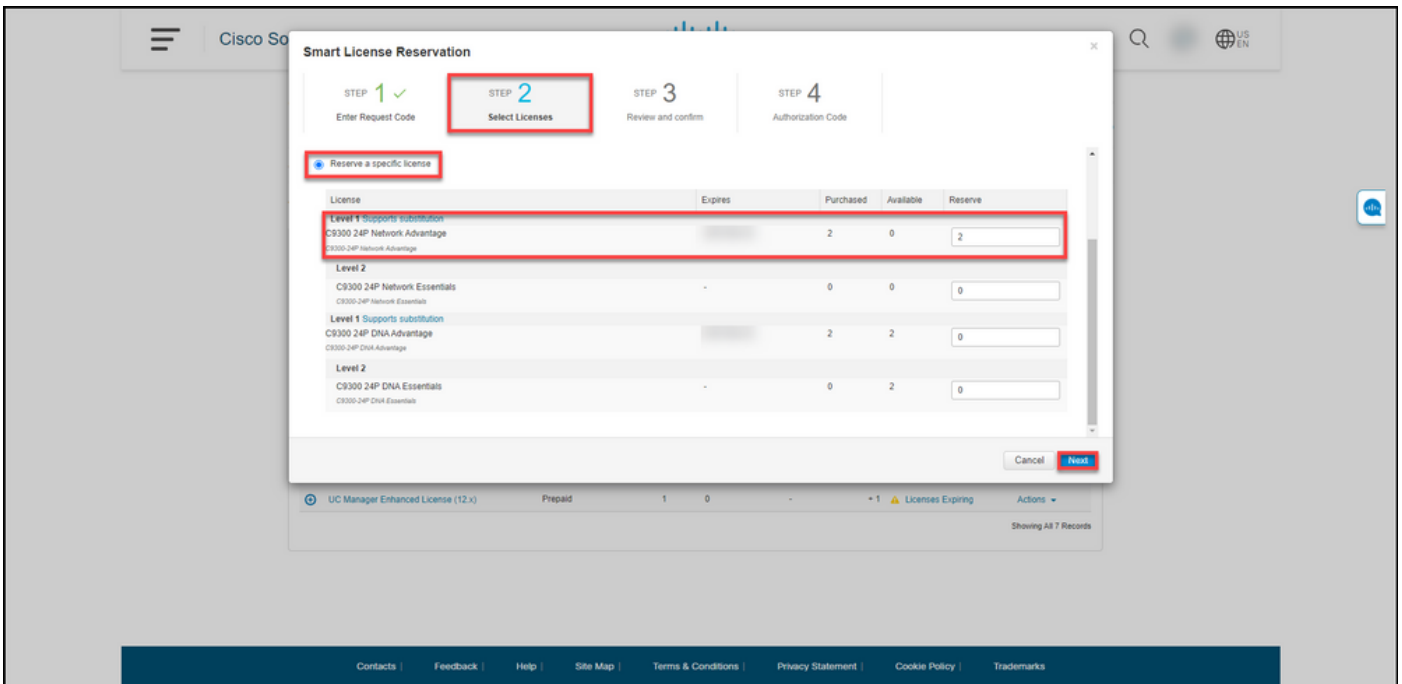 Cisco So
US
EN
Smart License Reservation
×
STEP 1 ✓
Enter Request Code
STEP 2
Select Licenses
STEP 3
Review and confirm
STEP 4
Authorization Code
Reserve a specific license
License Expires Purchased Available Reserve
Level 1 Supports substitution
C9300 24P Network Advantage 2 0 2
C9300-24P Network Advantage
Level 2
C9300 24P Network Essentials - 0 0 0
C9300-24P Network Essentials
Level 1 Supports substitution
C9300 24P DNA Advantage 2 2 0
C9300-24P DNA Advantage
Level 2
C9300 24P DNA Essentials - 0 2 0
C9300-24P DNA Essentials
Cancel Next
UC Manager Enhanced License (12.x) Prepaid 1 0 - + 1 Licenses Expiring Actions
Showing All 7 Records
Contacts | Feedback | Help | Site Map | Terms & Conditions | Privacy Statement | Cookie Policy | Trademarks